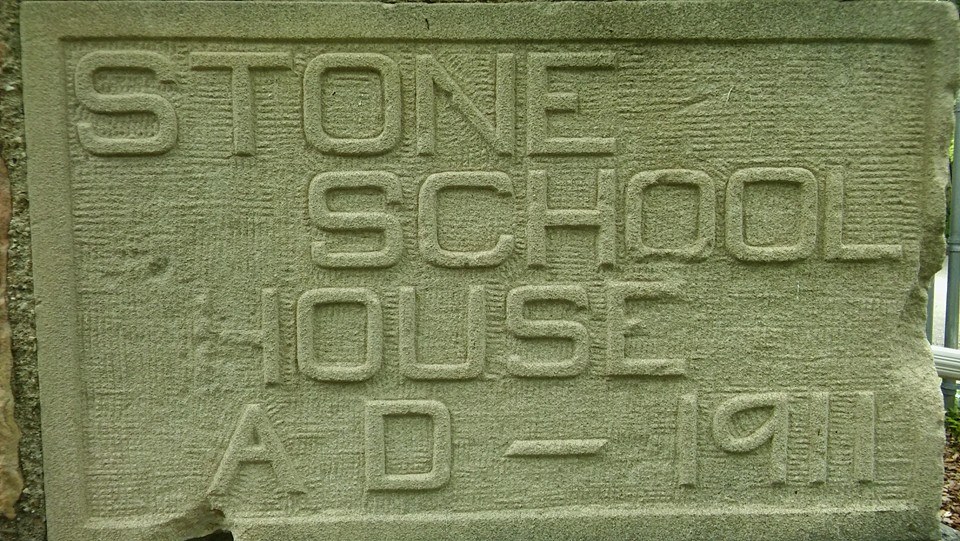 STONE
SCHOOL
HOUSE
A D — 1911